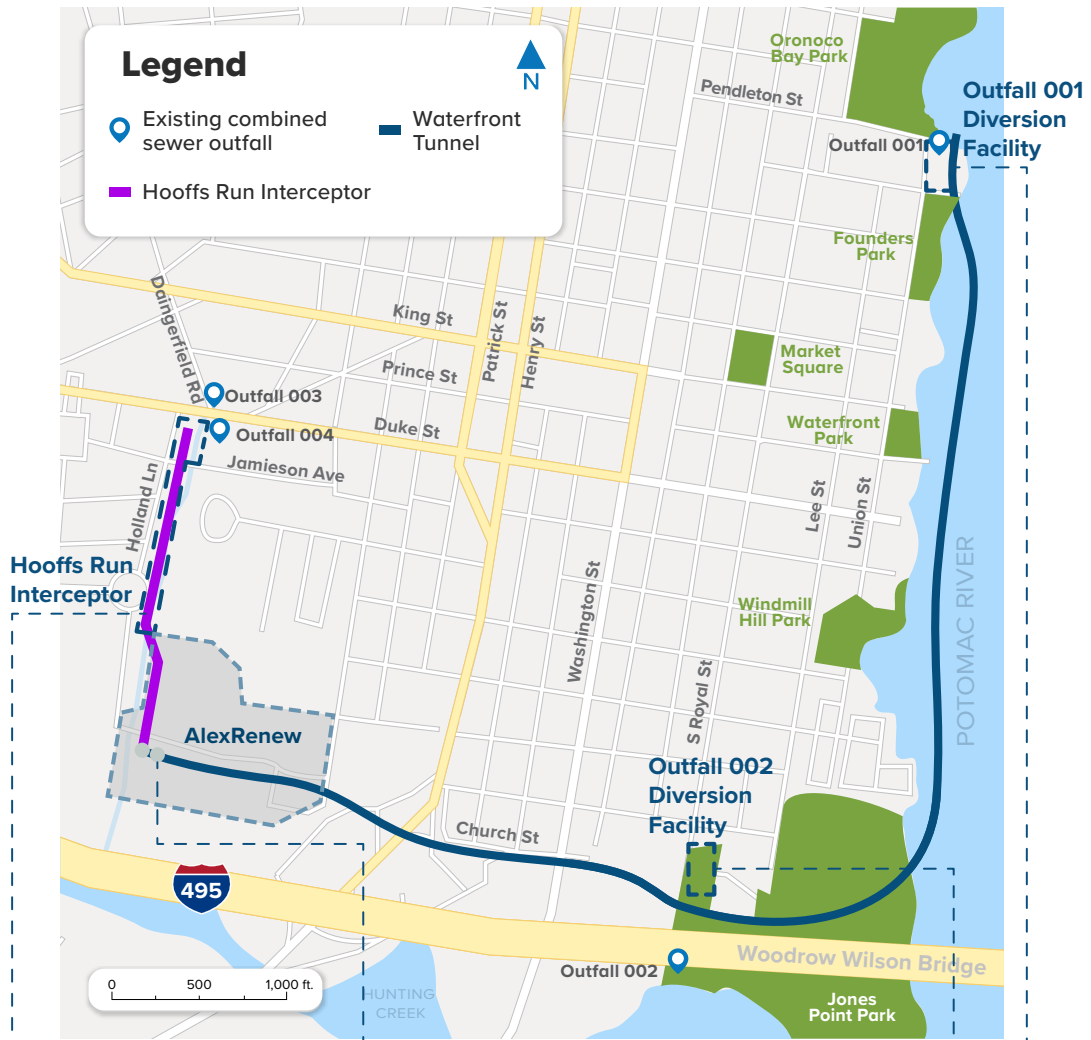 Legend
N
Existing combined
sewer outfall
Waterfront
Tunnel
Hooffs Run Interceptor
Oronoco
Bay Park
Pendleton St
Outfall 001
Diversion
Facility
Outfall 001
Founders
Park
Daingerfield Rd
King St
Patrick St
Henry St
Prince St
Market
Square
Outfall 003
Duke St
Outfall 004
Waterfront
Park
Jamieson Ave
Holland Ln
Lee St
Union St
Hooffs Run
Interceptor
POTOMAC RIVER
Washington St
Windmill
Hill Park
S Royal St
AlexRenew
Outfall 002
Diversion
Facility
Church St
495
Woodrow Wilson Bridge
Outfall 002
0 500 1,000 ft.
HUNTING
CREEK
Jones
Point Park